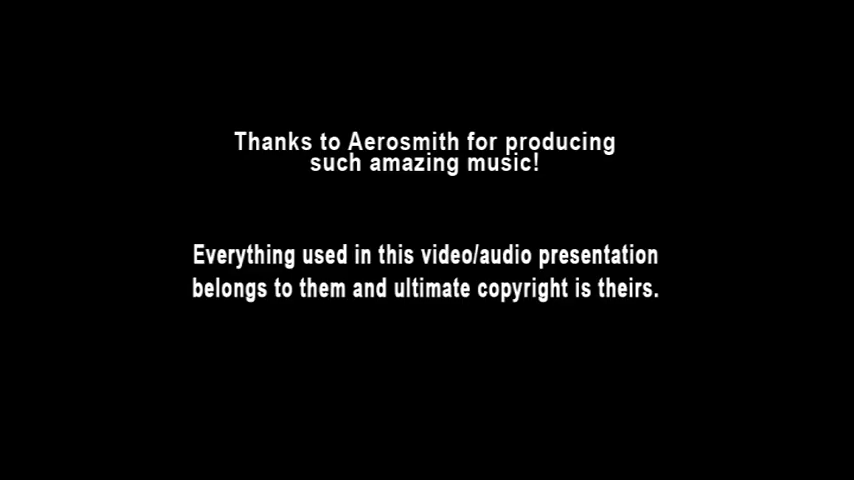 Thanks to Aerosmith for producing
such amazing music!
Everything used in this video/audio presentation
belongs to them and ultimate copyright is theirs.